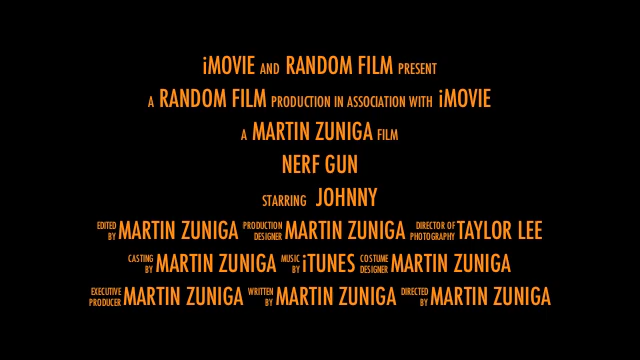 iMOVIE AND RANDOM FILM PRESENT
A RANDOM FILM PRODUCTION IN ASSOCIATION WITH iMOVIE
A MARTIN ZUNIGA FILM
NERF GUN
STARRING JOHNNY
EDITED BY MARTIN ZUNIGA PRODUCTION DESIGNER MARTIN ZUNIGA DIRECTOR OF PHOTOGRAPHY TAYLOR LEE
CASTING BY MARTIN ZUNIGA MUSIC BY iTUNES COSTUME DESIGNER MARTIN ZUNIGA
EXECUTIVE PRODUCER MARTIN ZUNIGA WRITTEN BY MARTIN ZUNIGA DIRECTED BY MARTIN ZUNIGA